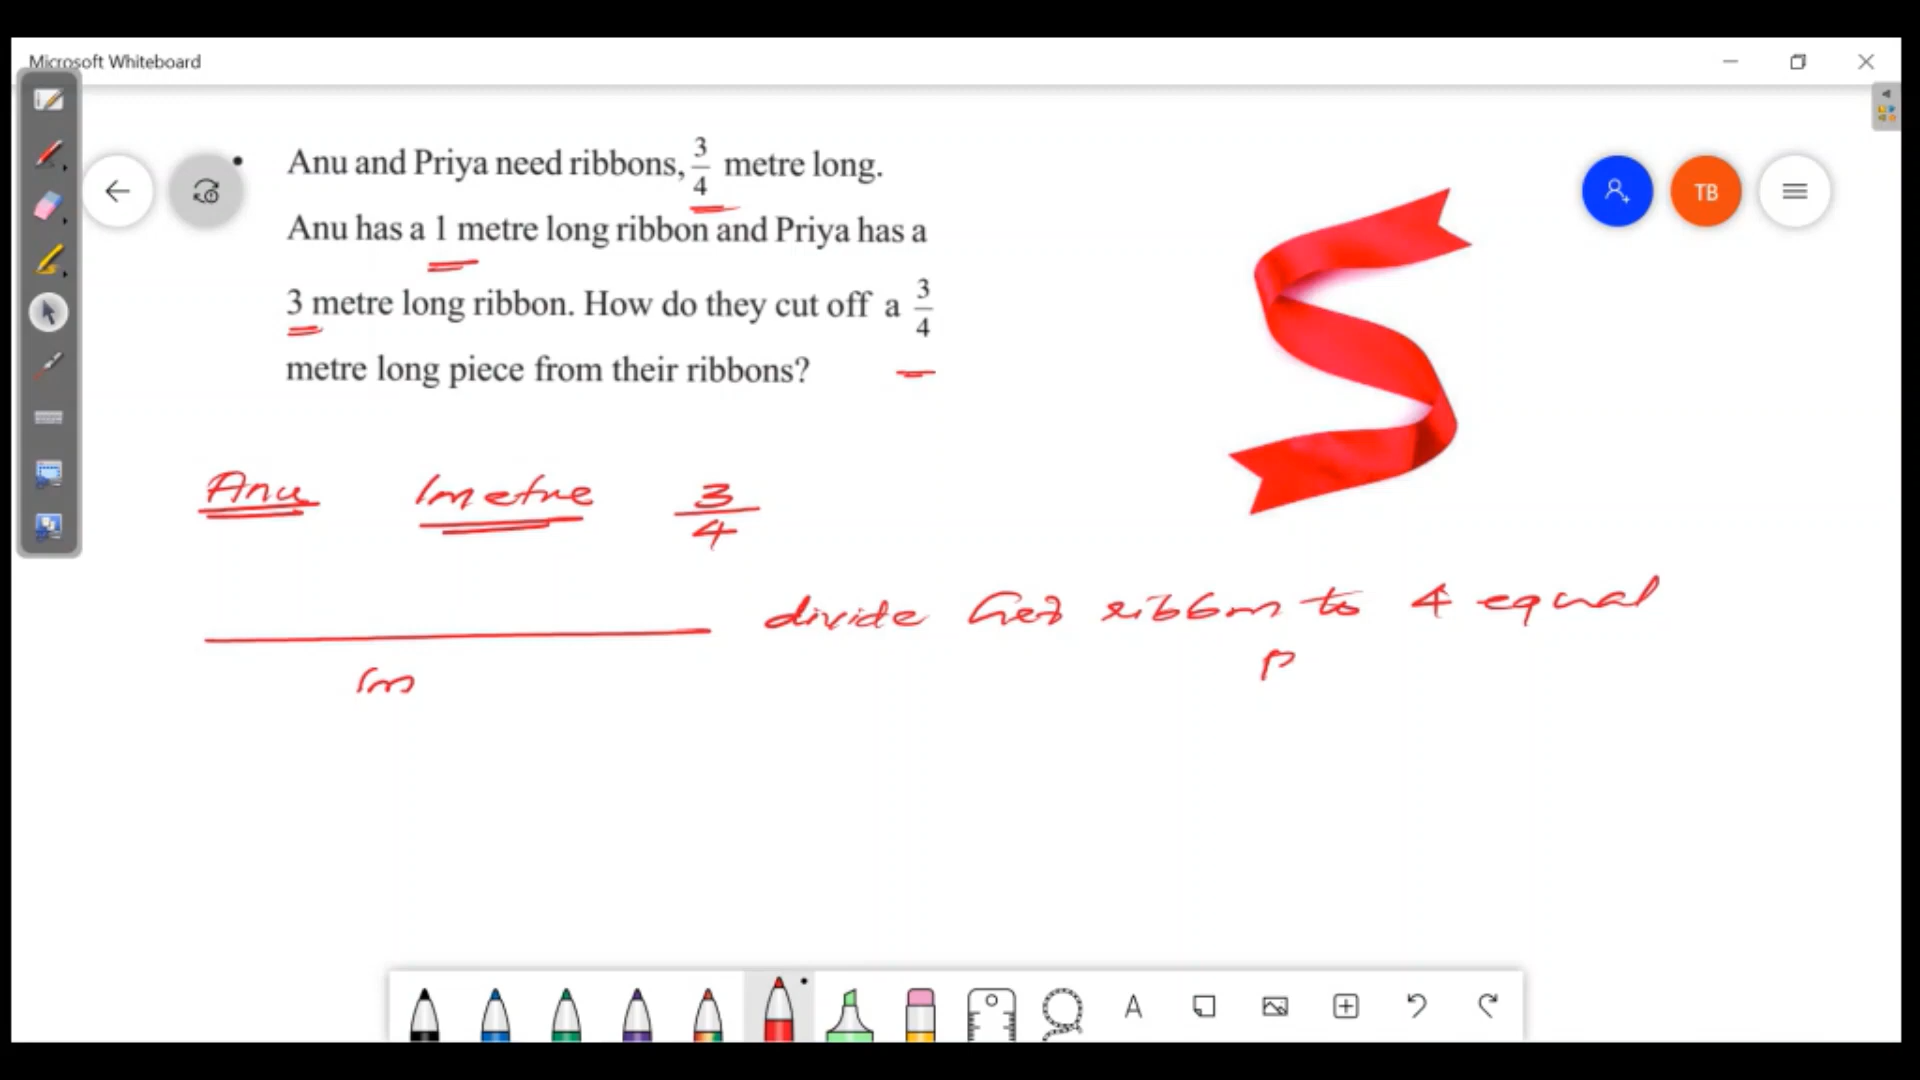 Microsoft Whiteboard
• Anu and Priya need ribbons, 3/4 metre long.
Anu has a 1 metre long ribbon and Priya has a
3 metre long ribbon. How do they cut off a 3/4
metre long piece from their ribbons?
TB
Anu 1metre 3/4
divide her ribbon to 4 equal
P
1m
A